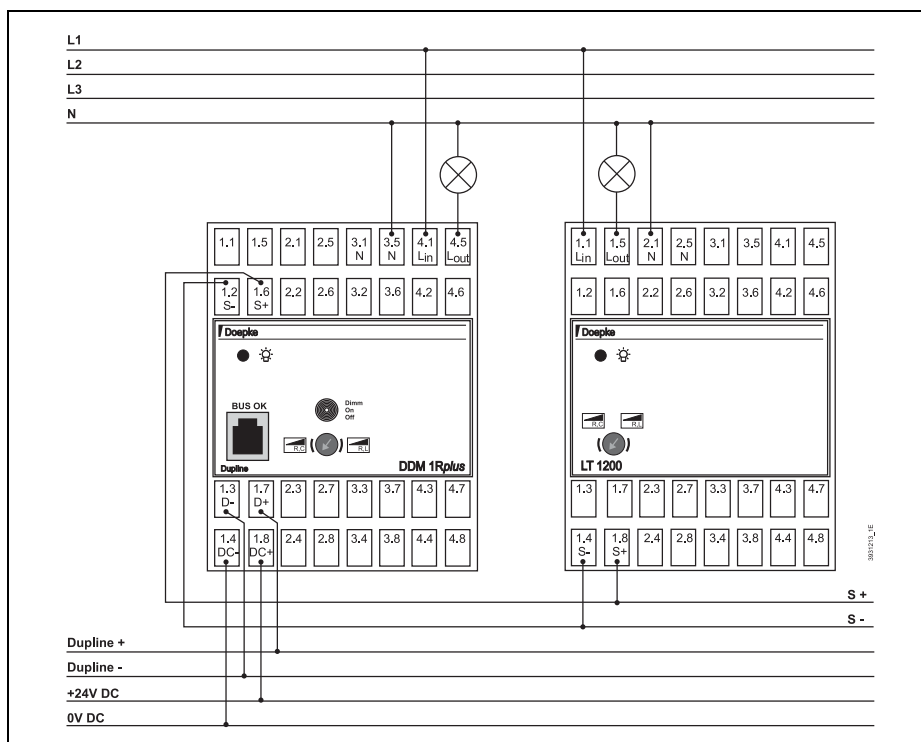 L1
L2
L3
N
1.1 1.5 2.1 2.5 3.1 N 3.5 N 4.1 Lin 4.5 Lout
1.2 S- 1.6 S+ 2.2 2.6 3.2 3.6 4.2 4.6
Doepke
BUS OK
Dimm
On
Off
R,C R,L
Dupline
DDM 1Rplus
1.3 D- 1.7 D+ 2.3 2.7 3.3 3.7 4.3 4.7
1.4 DC- 1.8 DC+ 2.4 2.8 3.4 3.8 4.4 4.8
1.1 Lin 1.5 Lout 2.1 N 2.5 N 3.1 3.5 4.1 4.5
1.2 1.6 2.2 2.6 3.2 3.6 4.2 4.6
Doepke
R,C R,L
LT 1200
1.3 1.7 2.3 2.7 3.3 3.7 4.3 4.7
1.4 S- 1.8 S+ 2.4 2.8 3.4 3.8 4.4 4.8
3931213_1E
S +
S -
Dupline +
Dupline -
+24V DC
0V DC